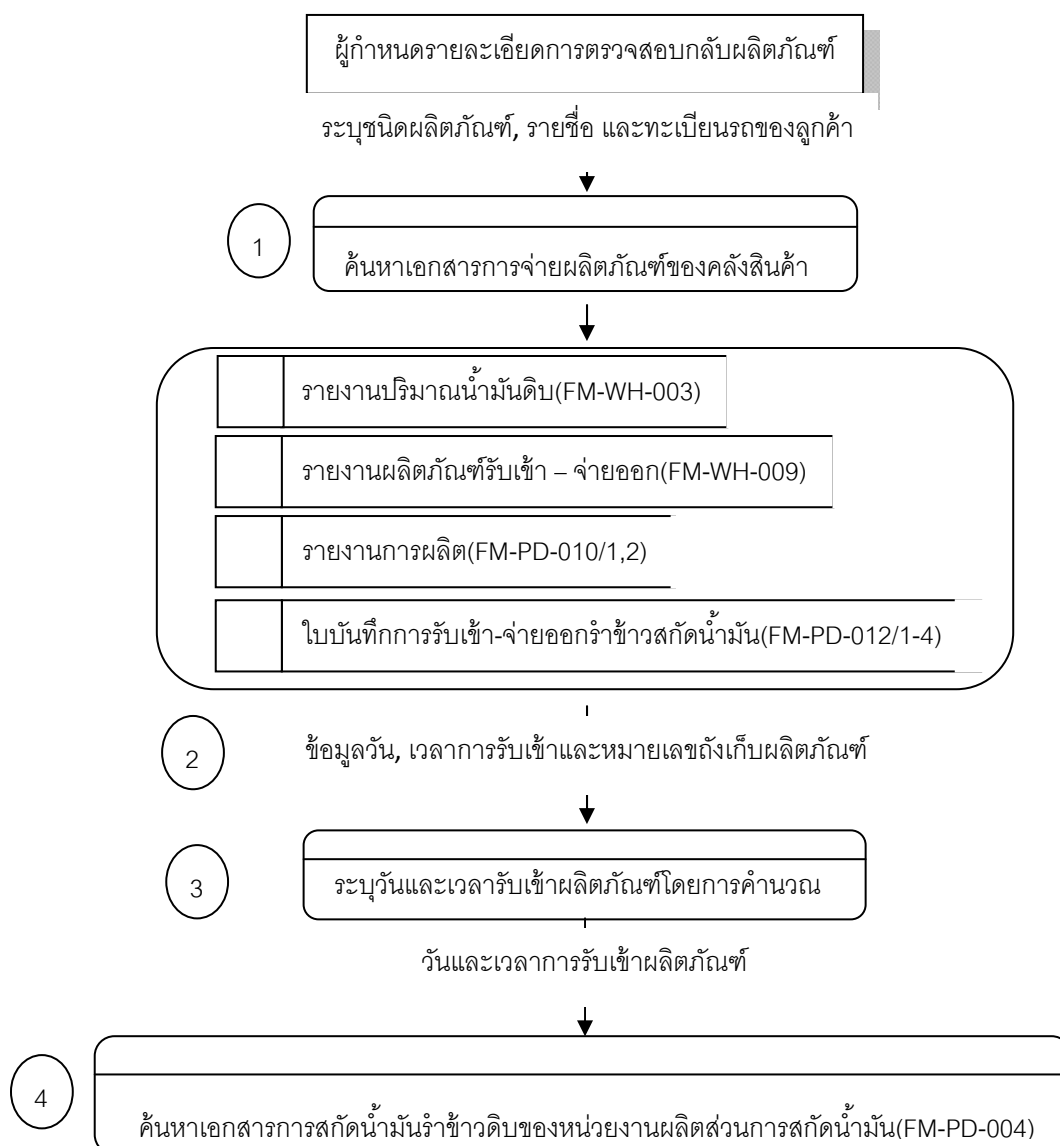 ผู้กำหนดรายละเอียดการตรวจสอบกลับผลิตภัณฑ์
ระบุชนิดผลิตภัณฑ์, รายชื่อ และทะเบียนรถของลูกค้า
1
ค้นหาเอกสารการจ่ายผลิตภัณฑ์ของคลังสินค้า
รายงานปริมาณน้ำมันดิบ(FM-WH-003)
รายงานผลิตภัณฑ์รับเข้า – จ่ายออก(FM-WH-009)
รายงานการผลิต(FM-PD-010/1,2)
ใบบันทึกการรับเข้า-จ่ายออกรำข้าวสกัดน้ำมัน(FM-PD-012/1-4)
2
ข้อมูลวัน, เวลาการรับเข้าและหมายเลขถังเก็บผลิตภัณฑ์
3
ระบุวันและเวลารับเข้าผลิตภัณฑ์โดยการคำนวณ
วันและเวลาการรับเข้าผลิตภัณฑ์
4
ค้นหาเอกสารการสกัดน้ำมันรำข้าวดิบของหน่วยงานผลิตส่วนการสกัดน้ำมัน(FM-PD-004)